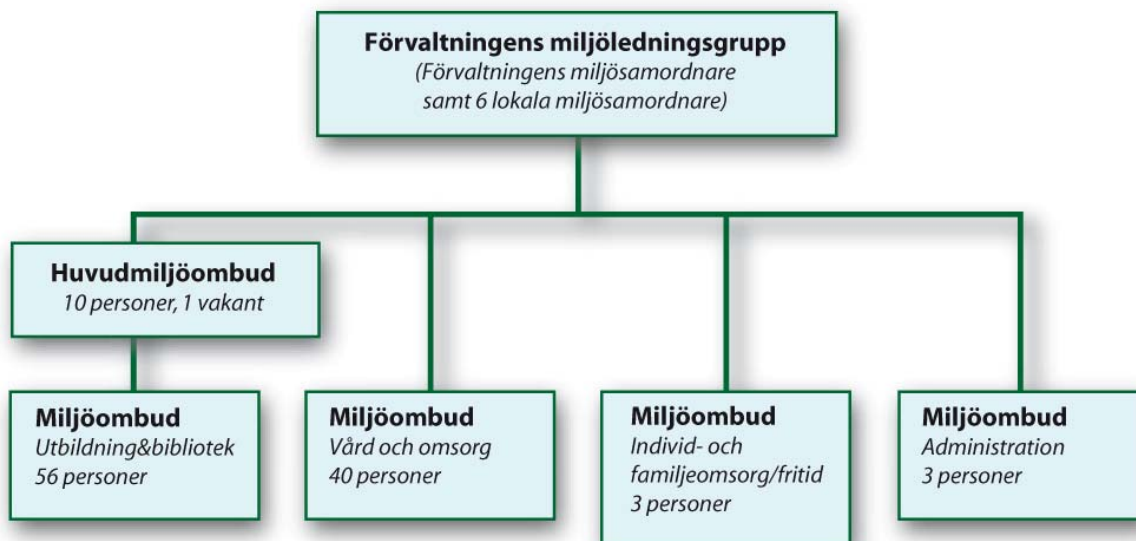 Förvaltningens miljöledningsgrupp
(Förvaltningens miljösamordnare
samt 6 lokala miljösamordnare)
Huvudmiljöombud
10 personer, 1 vakant
Miljöombud
Utbildning&bibliotek
56 personer
Miljöombud
Vård och omsorg
40 personer
Miljöombud
Individ- och
familjeomsorg/fritid
3 personer
Miljöombud
Administration
3 personer